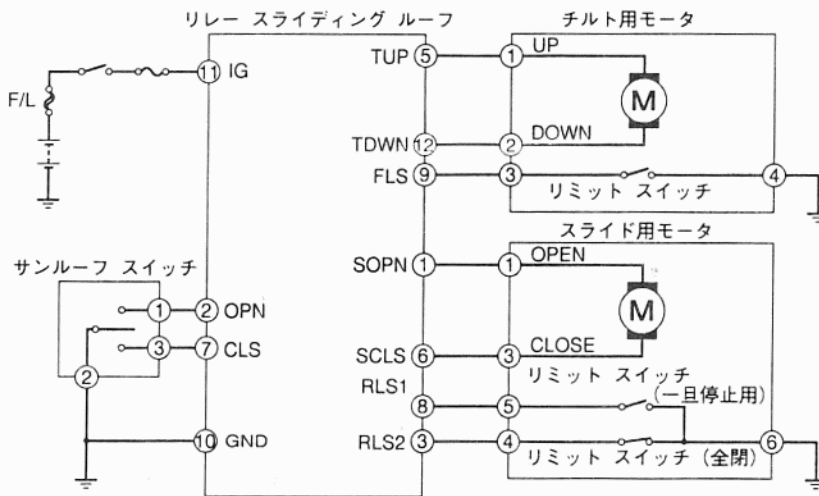 リレー スライディング ルーフ
チルト用モータ
F/L
11 IG
TUP 5
1 UP
M
TDWN 12
2 DOWN
FLS 9
3
リミット スイッチ
4
スライド用モータ
サンルーフ スイッチ
1
3
2
2 OPN
7 CLS
10 GND
SOPN 1
1 OPEN
M
SCLS 6
3 CLOSE
リミット スイッチ
(一旦停止用)
RLS1
8
5
RLS2 3
4
6
リミット スイッチ (全閉)